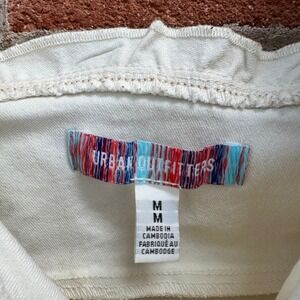 URBAN OUTFITTERS
M
M
MADE IN
CAMBODIA
FABRIQUÉ AU
CAMBODGE